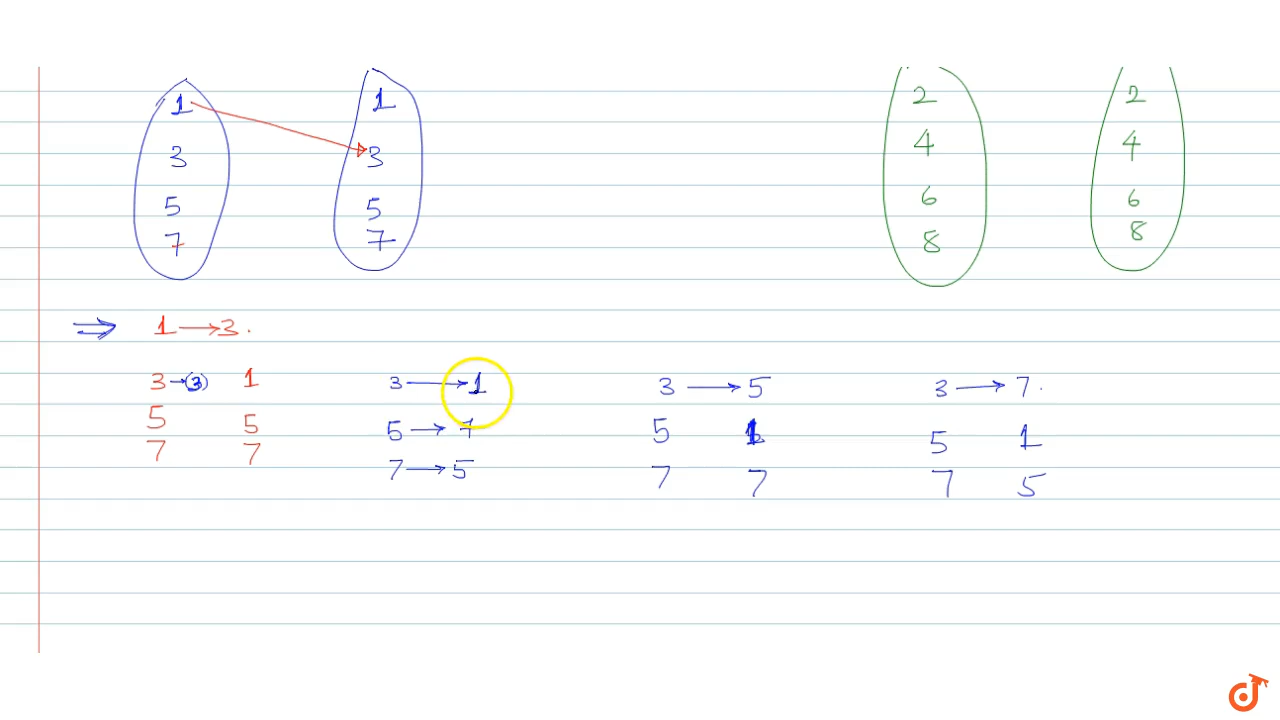 1 1 2 2
3 3 4 4
5 5 6 6
7 7 8 8
⇒ 1 → 3.
3 → (3) 1 3 → 1 3 → 5 3 → 7.
5 5 5 → 7 5 1 5 1
7 7 7 → 5 7 7 7 5